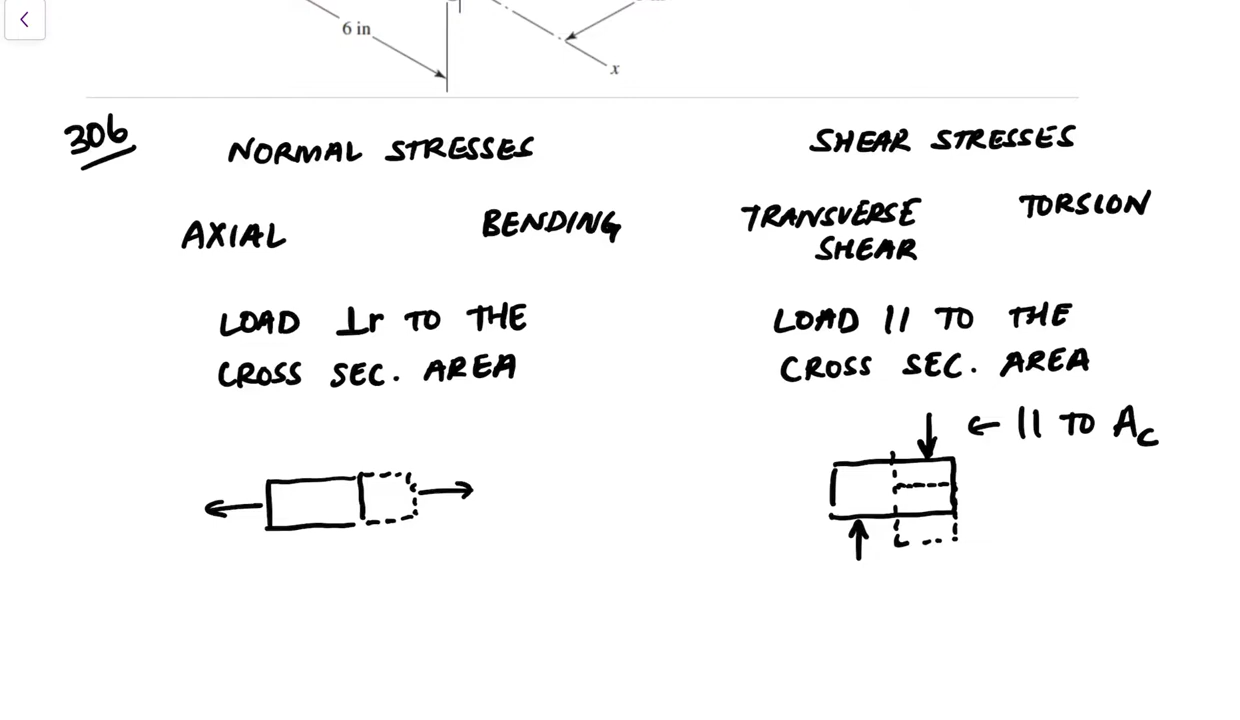 6 in
x
306
NORMAL STRESSES
SHEAR STRESSES
AXIAL
BENDING
TRANSVERSE
SHEAR
TORSION
LOAD ⊥r TO THE
CROSS SEC. AREA
LOAD || TO THE
CROSS SEC. AREA
← || TO Ac